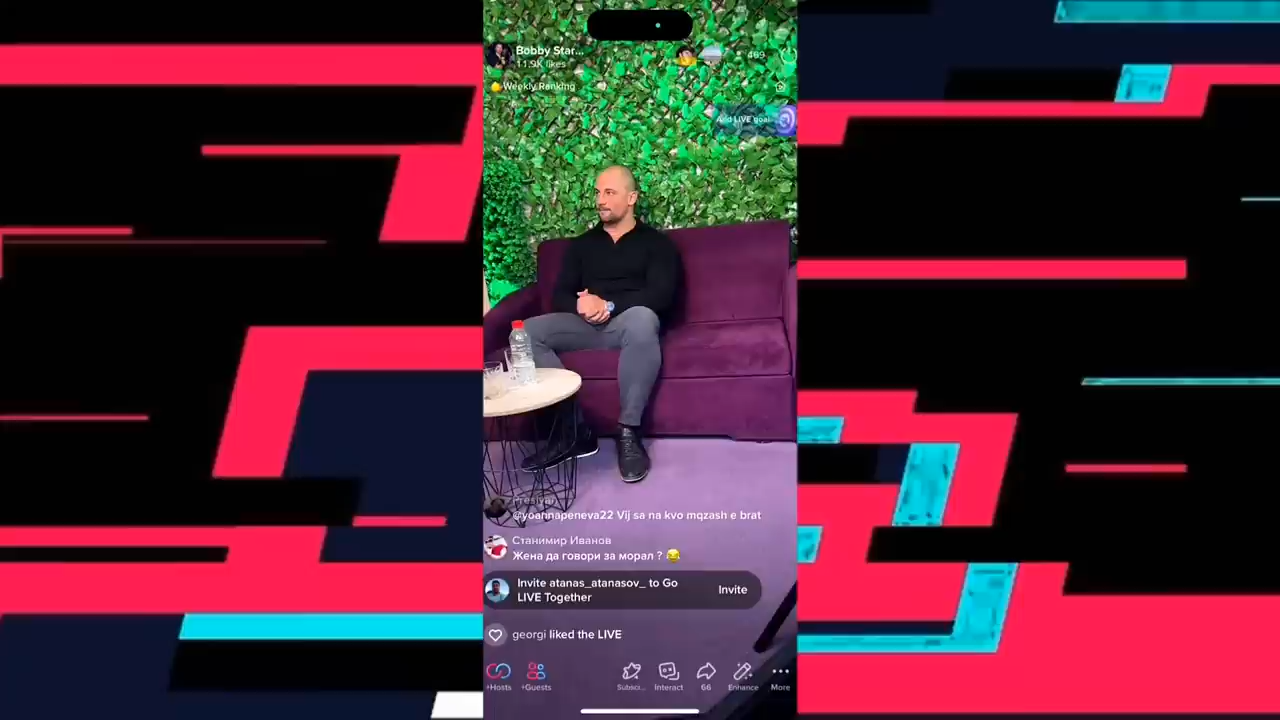 Bobby Star...
11.9K likes
469
Weekly Ranking
Add LIVE goal
@yoannapeneva22 Vij sa na kvo mqzash e brat
Станимир Иванов
Жена да говори за морал ? 😂
Invite atanas_atanasov_ to Go
LIVE Together
Invite
georgi liked the LIVE
+Hosts
+Guests
Subscr...
Interact
66
Enhance
More